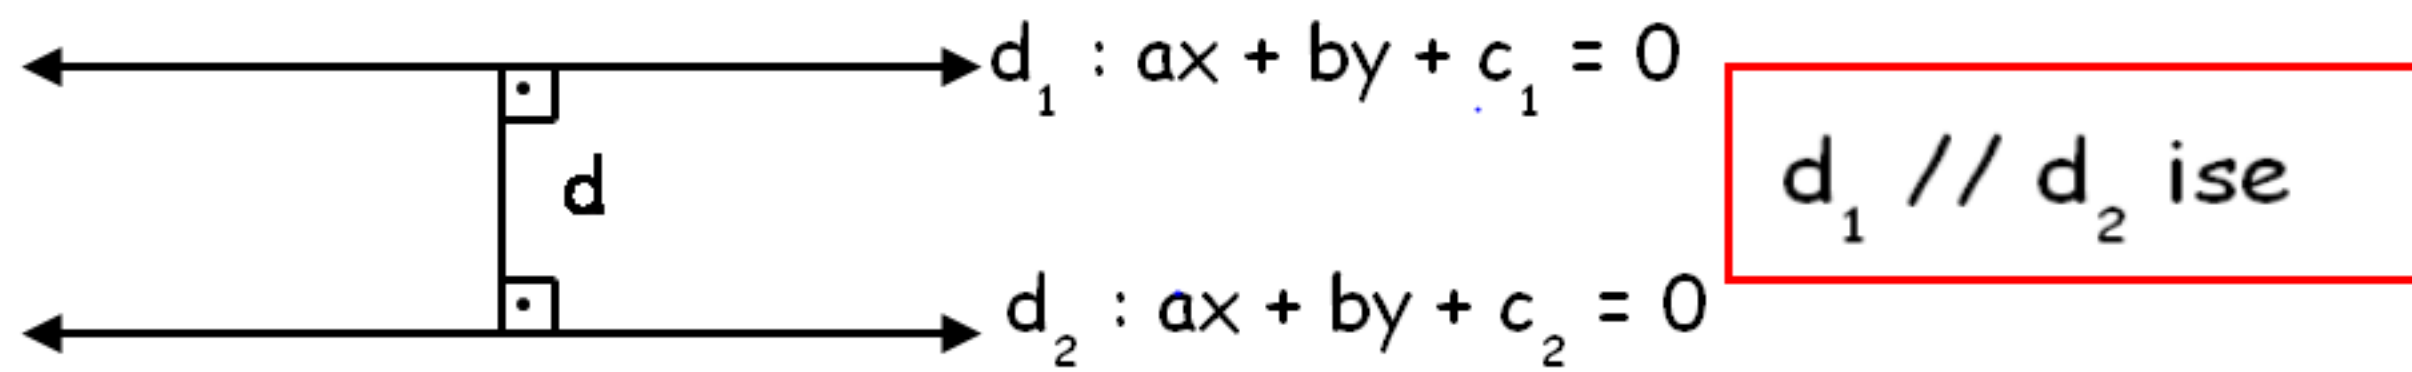 d₁ : ax + by + c₁ = 0
d₁ // d₂ ise
d
d₂ : ax + by + c₂ = 0